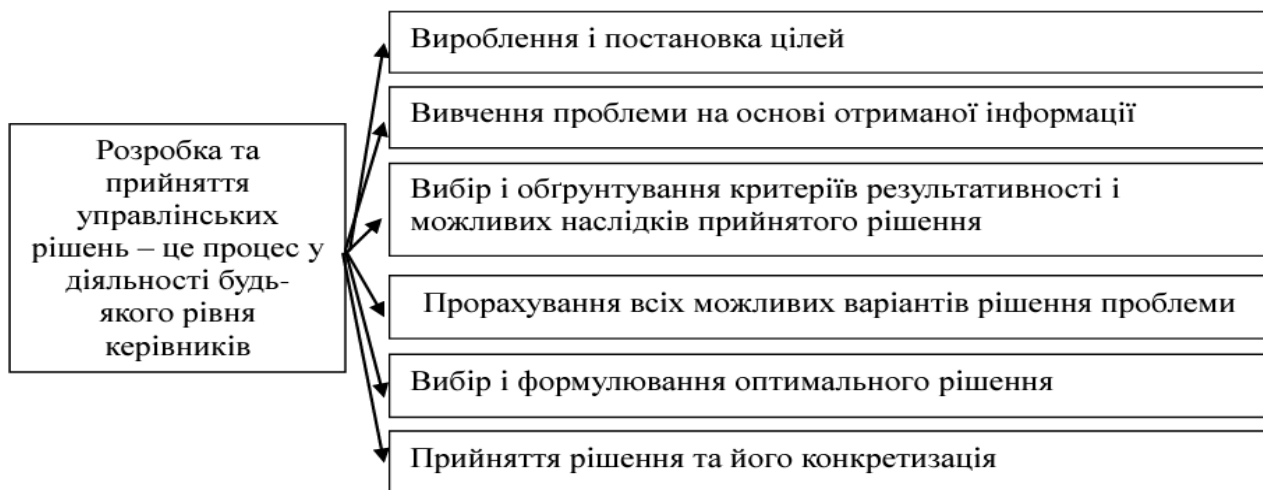 Розробка та
прийняття
управлінських
рішень – це процес у
діяльності будь-
якого рівня
керівників
Вироблення і постановка цілей
Вивчення проблеми на основі отриманої інформації
Вибір і обґрунтування критеріїв результативності і
можливих наслідків прийнятого рішення
Прорахування всіх можливих варіантів рішення проблеми
Вибір і формулювання оптимального рішення
Прийняття рішення та його конкретизація